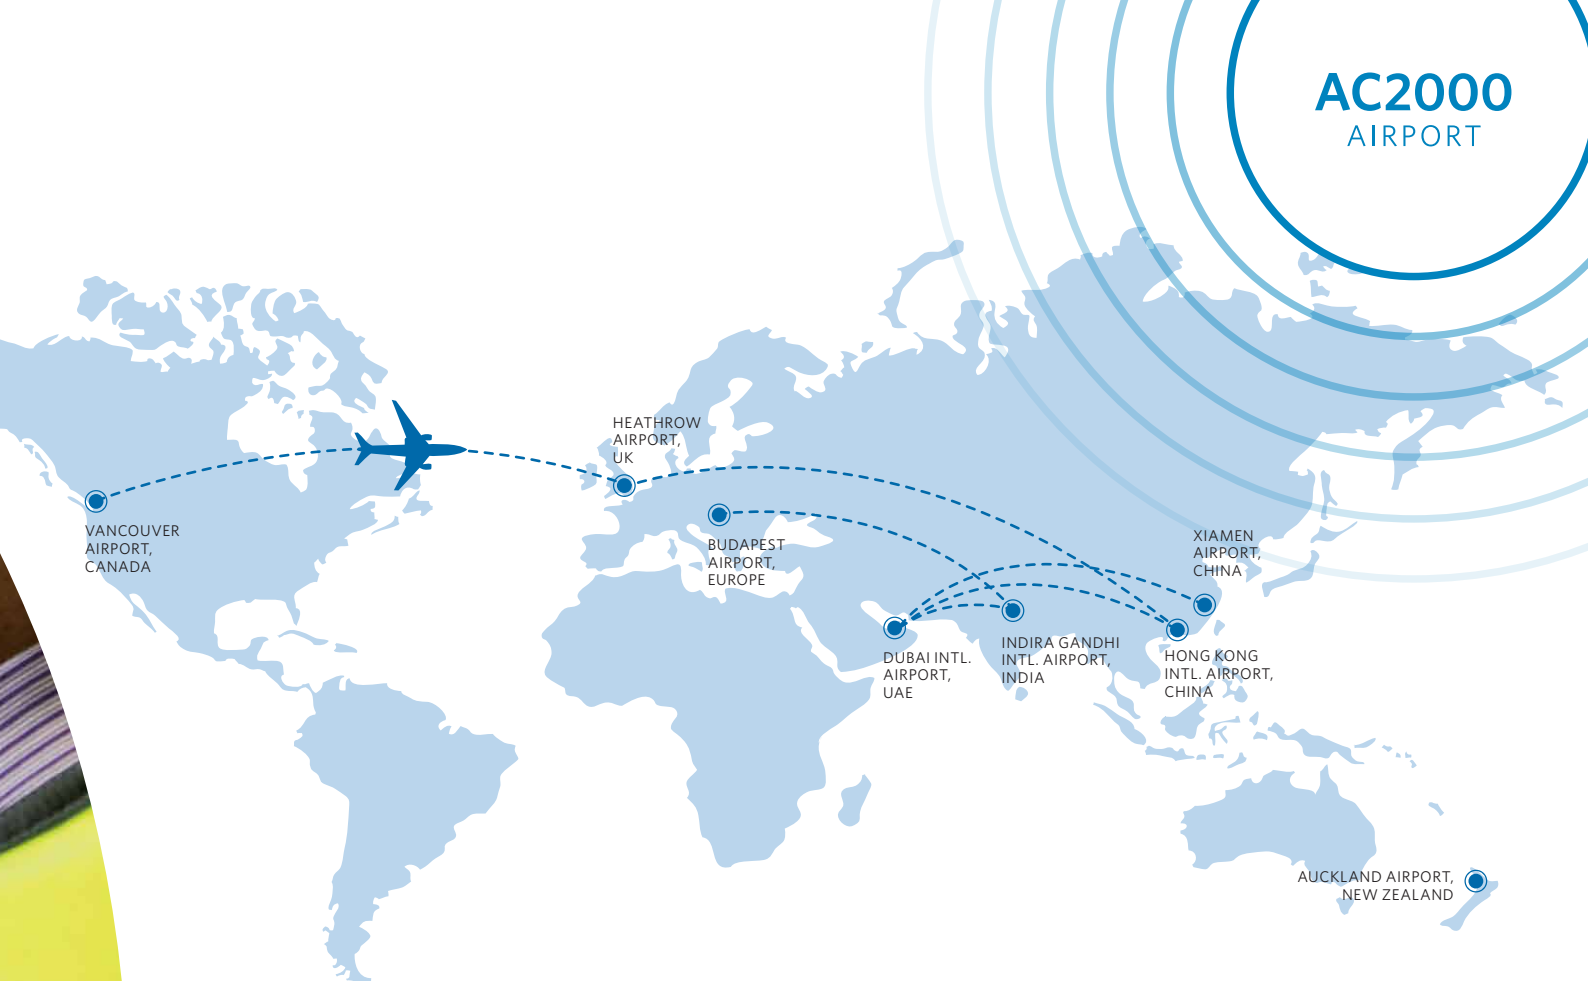 AC2000
AIRPORT
HEATHROW
AIRPORT,
UK
VANCOUVER
AIRPORT,
CANADA
BUDAPEST
AIRPORT,
EUROPE
XIAMEN
AIRPORT,
CHINA
DUBAI INTL.
AIRPORT,
UAE
INDIRA GANDHI
INTL. AIRPORT,
INDIA
HONG KONG
INTL. AIRPORT,
CHINA
AUCKLAND AIRPORT,
NEW ZEALAND